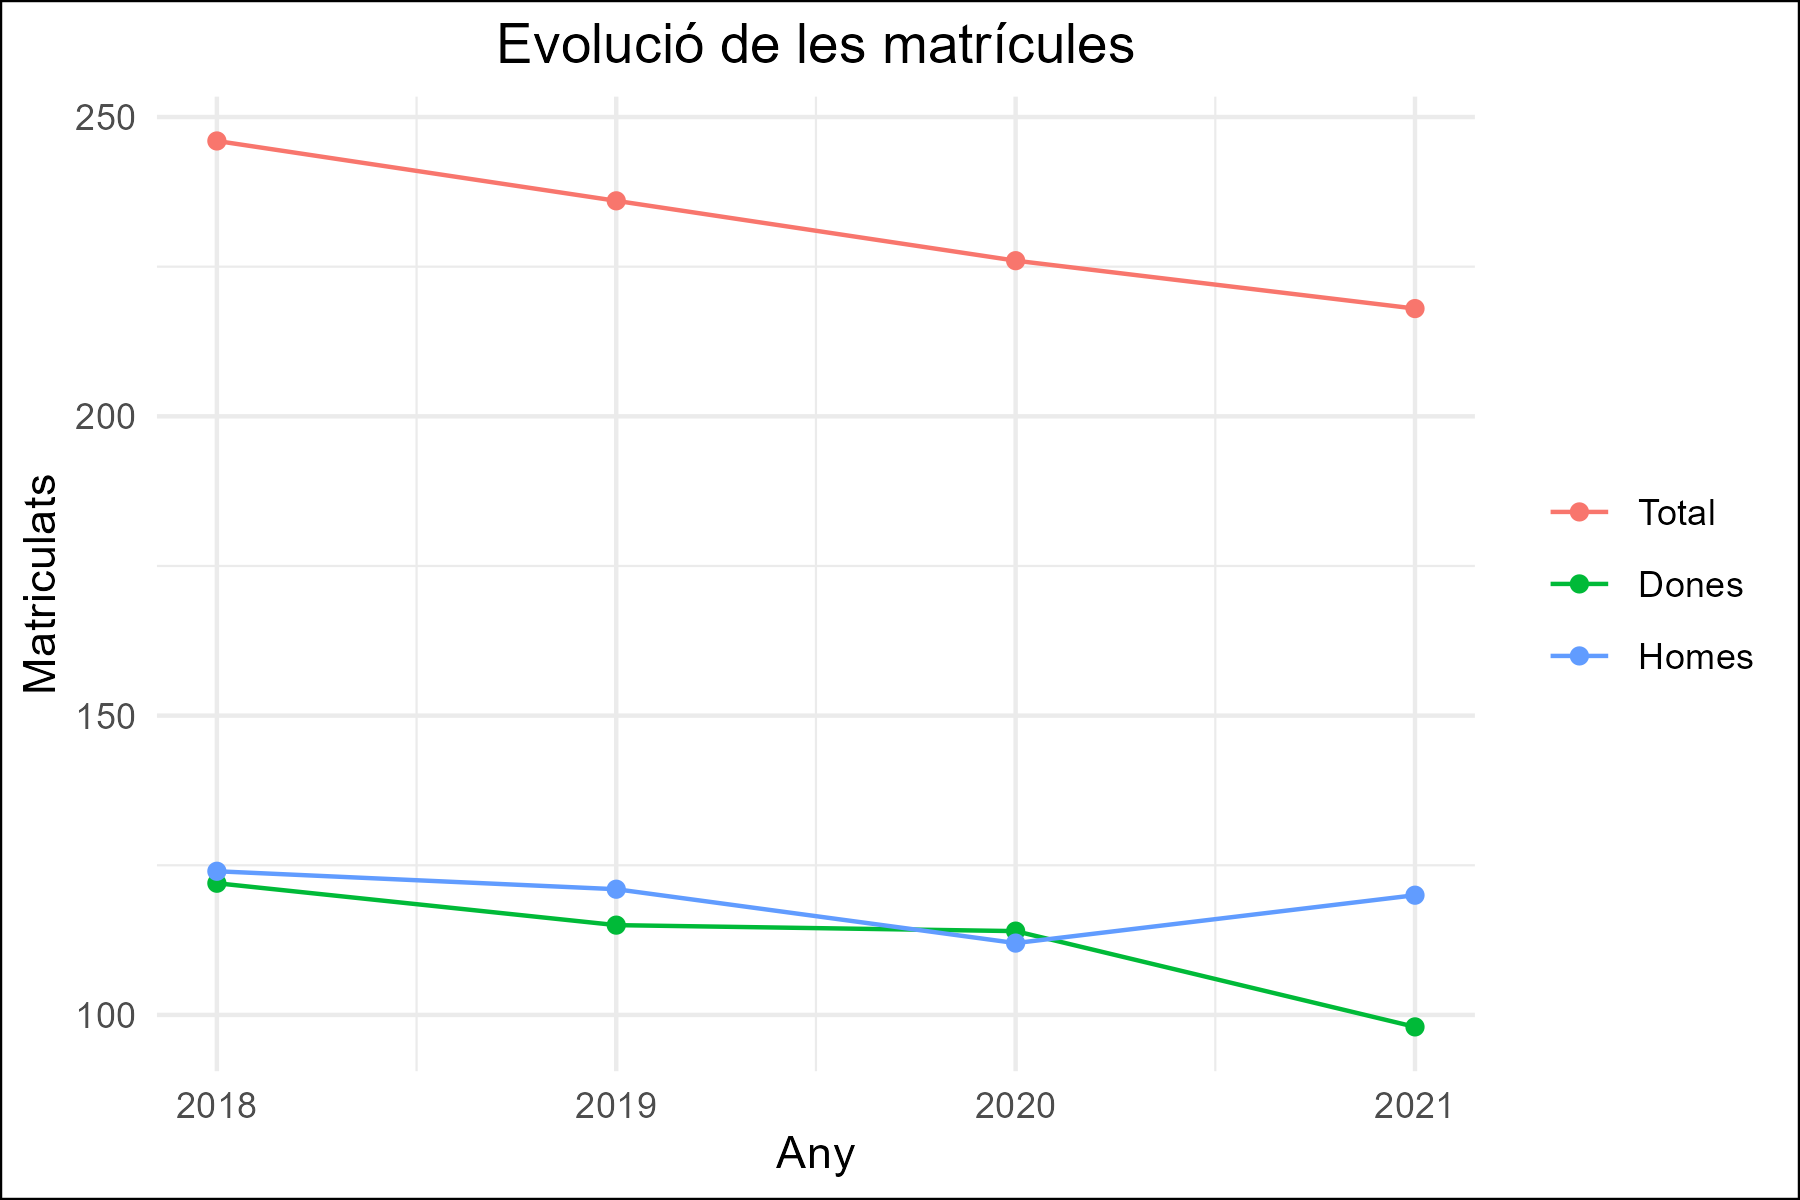 Evolució de les matrícules
250
200
150
100
Matriculats
2018 2019 2020 2021
Any
Total
Dones
Homes